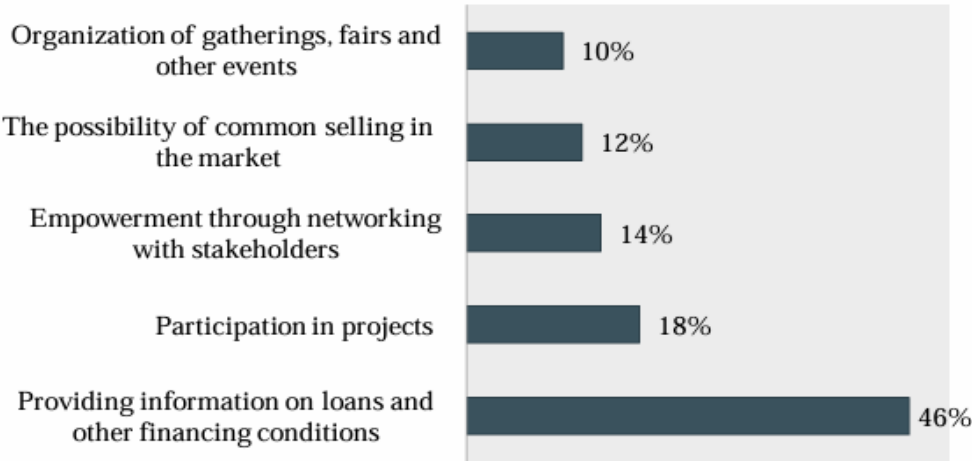 Organization of gatherings, fairs and
other events
10%
The possibility of common selling in
the market
12%
Empowerment through networking
with stakeholders
14%
Participation in projects
18%
Providing information on loans and
other financing conditions
46%